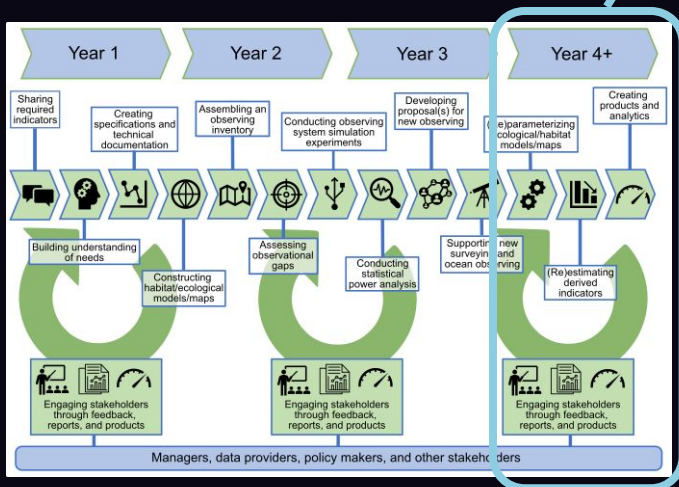 Year 1
Year 2
Year 3
Year 4+
Sharing
required
indicators
Creating
specifications and
technical
documentation
Assembling an
observing
inventory
Conducting observing
system simulation
experiments
Developing
proposal(s) for
new observing
(Re)parameterizing
ecological/habitat
models/maps
Creating
products and
analytics
Building understanding
of needs
Constructing
habitat/ecological
models/maps
Assessing
observational
gaps
Conducting
statistical
power analysis
Supporting new
surveying and
ocean observing
(Re)estimating
derived
indicators
Engaging stakeholders
through feedback,
reports, and products
Engaging stakeholders
through feedback,
reports, and products
Engaging stakeholders
through feedback,
reports, and products
Managers, data providers, policy makers, and other stakeholders